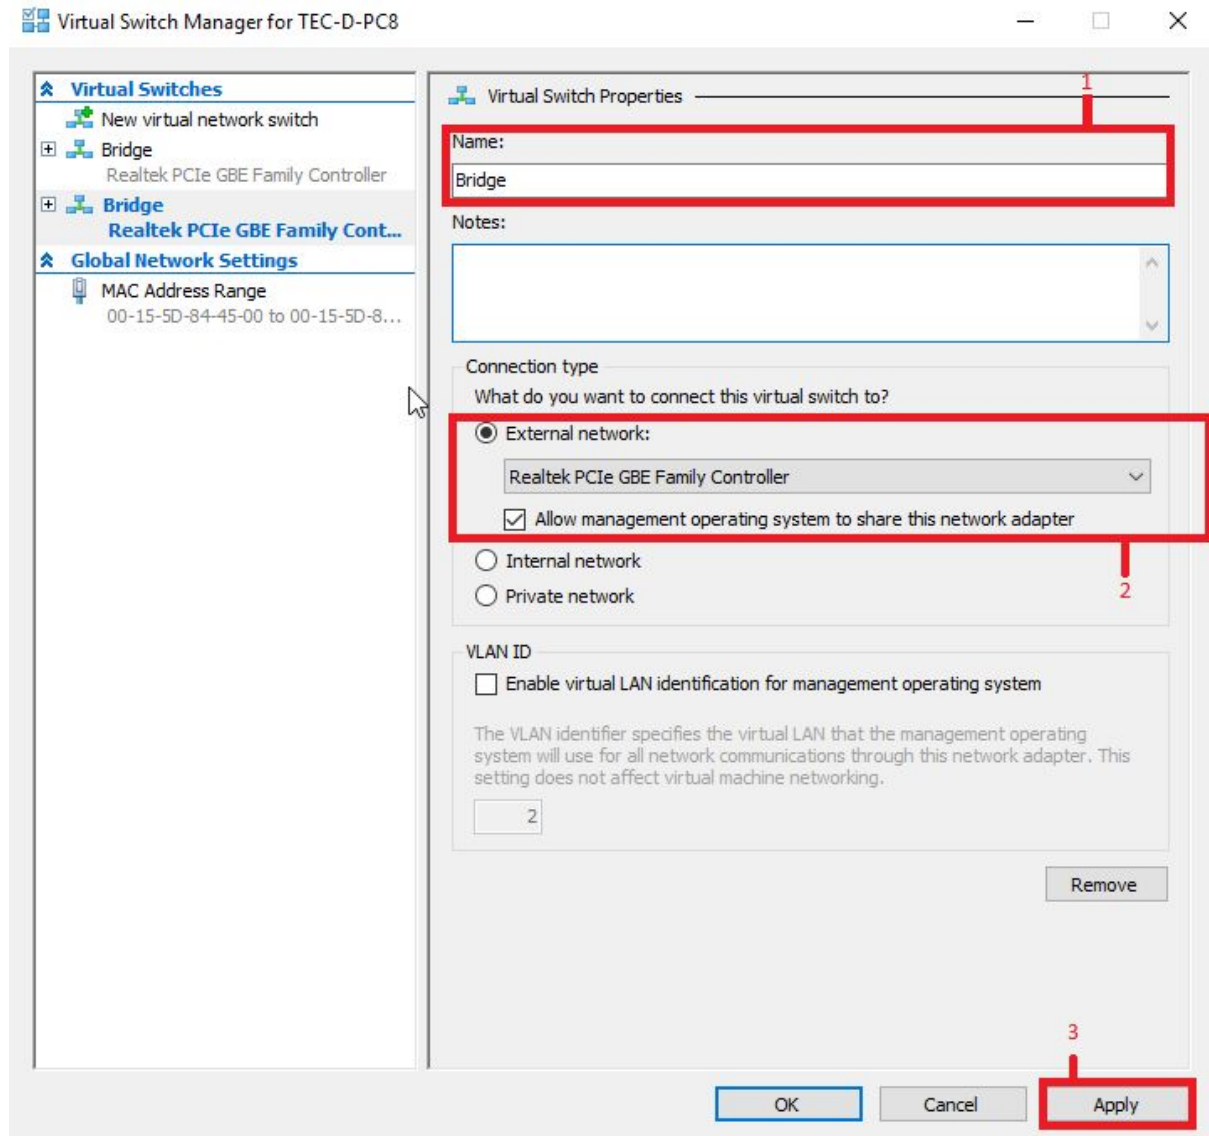 Virtual Switch Manager for TEC-D-PC8
Virtual Switches
New virtual network switch
Bridge
Realtek PCIe GBE Family Controller
Bridge
Realtek PCIe GBE Family Cont...
Global Network Settings
MAC Address Range
00-15-5D-84-45-00 to 00-15-5D-8...
Virtual Switch Properties
1
Name:
Bridge
Notes:
Connection type
What do you want to connect this virtual switch to?
External network:
Realtek PCIe GBE Family Controller
Allow management operating system to share this network adapter
Internal network
Private network
2
VLAN ID
Enable virtual LAN identification for management operating system
The VLAN identifier specifies the virtual LAN that the management operating
system will use for all network communications through this network adapter. This
setting does not affect virtual machine networking.
2
Remove
3
OK Cancel Apply